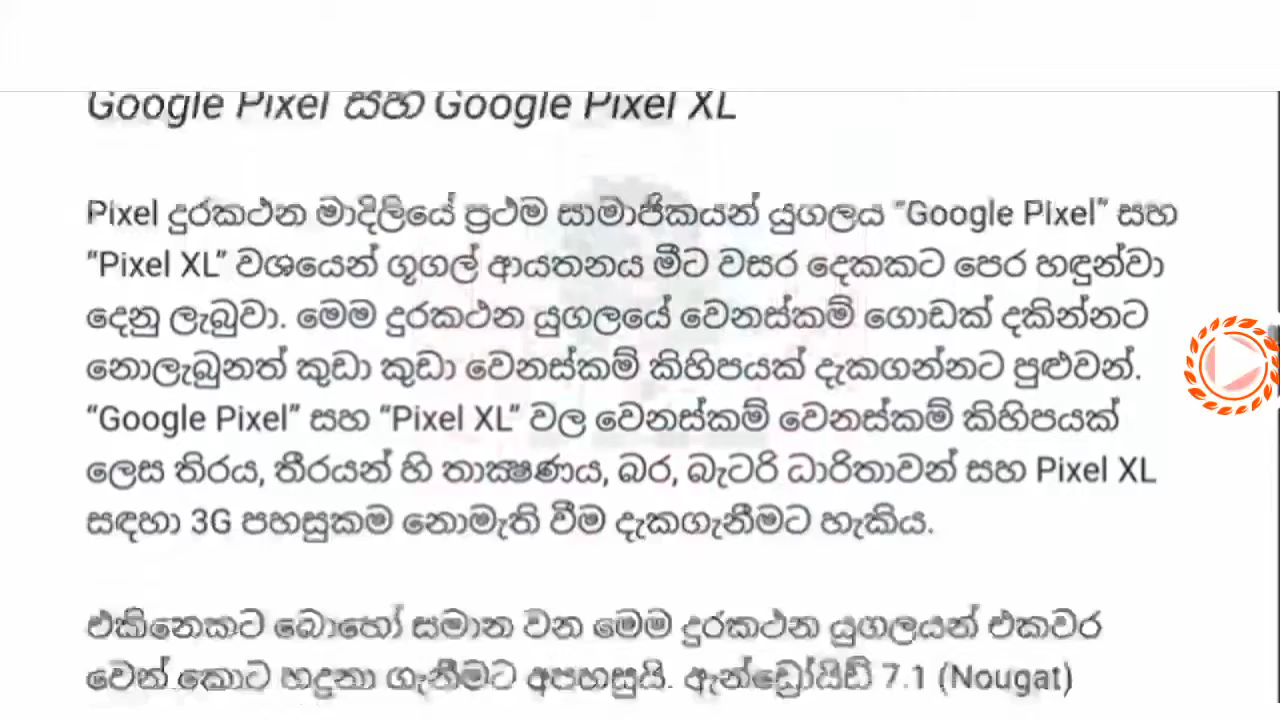 Google Pixel සහ Google Pixel XL
Pixel දුරකථන මාදිලියේ ප්‍රථම සාමාජිකයන් යුගලය “Google Pixel” සහ
“Pixel XL” වශයෙන් ගූගල් ආයතනය මීට වසර දෙකකට පෙර හඳුන්වා
දෙනු ලැබුවා. මෙම දුරකථන යුගලයේ වෙනස්කම් ගොඩක් දකින්නට
නොලැබුනත් කුඩා කුඩා වෙනස්කම් කිහිපයක් දැකගන්නට පුළුවන්.
“Google Pixel” සහ “Pixel XL” වල වෙනස්කම් වෙනස්කම් කිහිපයක්
ලෙස තිරය, තීරයන් හි තාක්‍ෂණය, බර, බැටරි ධාරිතාවන් සහ Pixel XL
සඳහා 3G පහසුකම නොමැති වීම දැකගැනීමට හැකිය.
එකිනෙකට බොහෝ සමාන වන මෙම දුරකථන යුගලයන් එකවර
වෙන් කොට හදුනා ගැනීමට අපහසුයි. ඇන්ඩ්‍රෝයිඩ් 7.1 (Nougat)